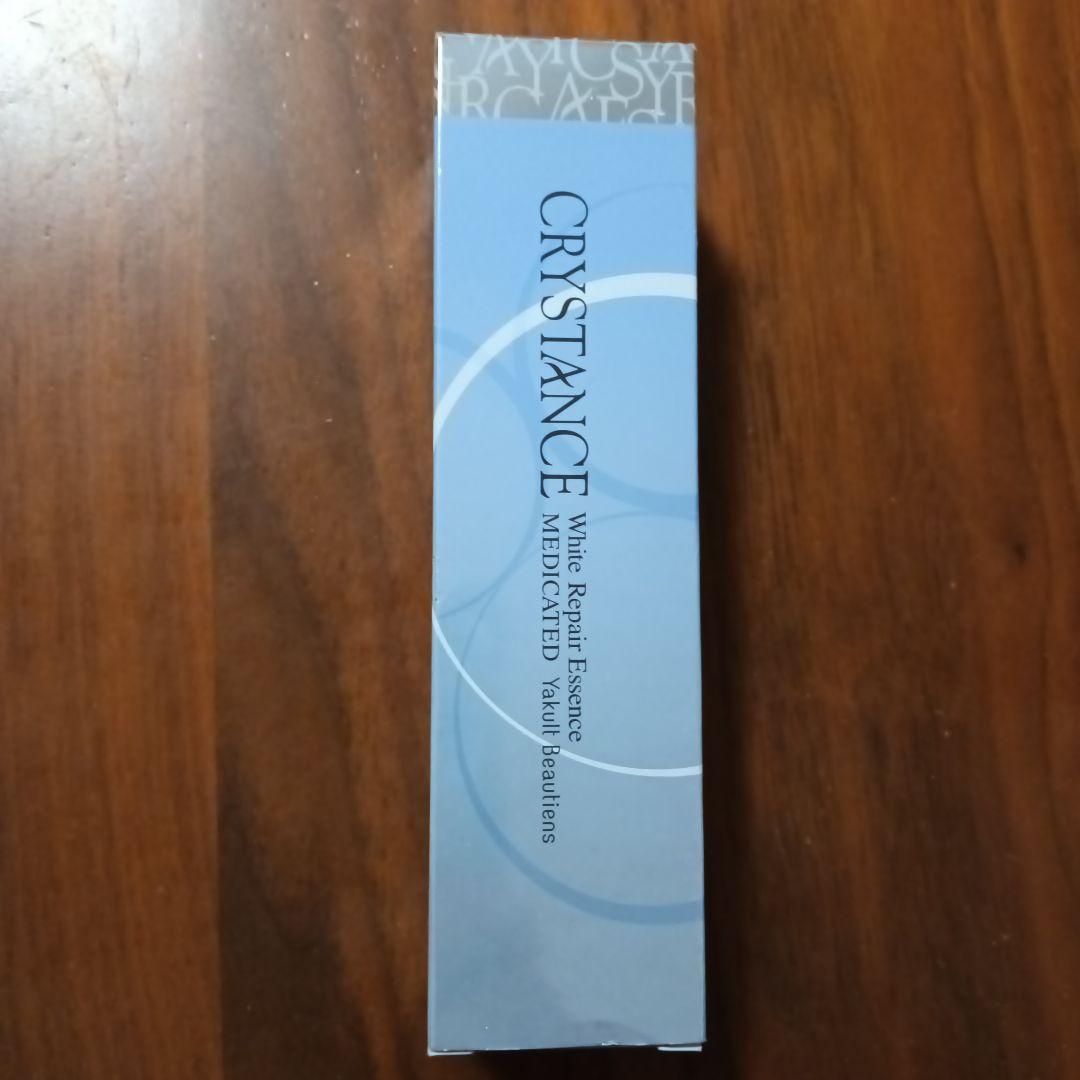 CRYSTANCE
White Repair Essence
MEDICATED Yakult Beautiens